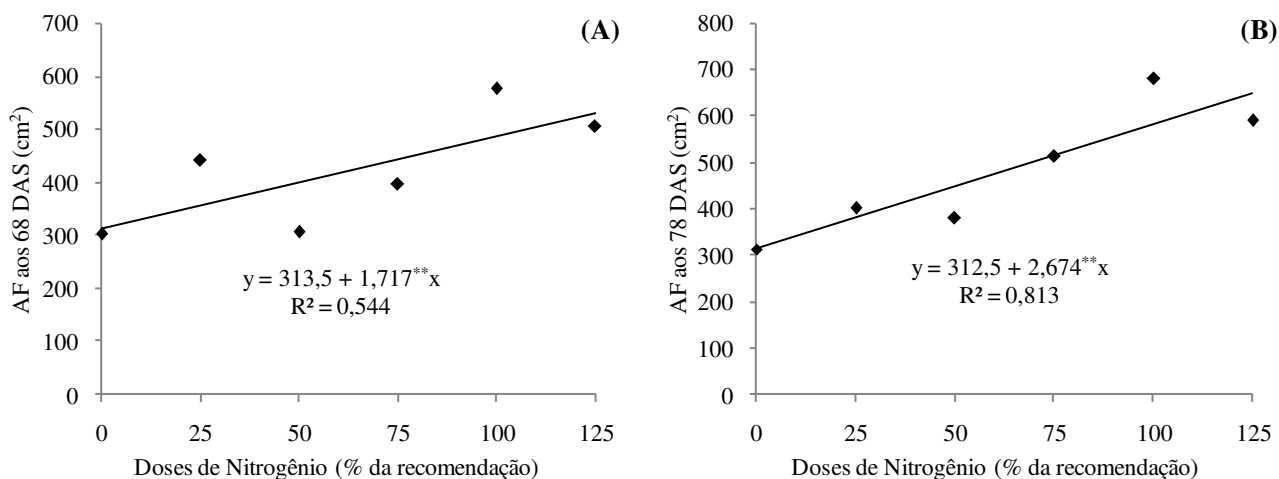 (A)
AF aos 68 DAS (cm²)
700
600
500
400
300
200
100
0
y = 313,5 + 1,717**x
R² = 0,544
0 25 50 75 100 125
Doses de Nitrogênio (% da recomendação)
(B)
AF aos 78 DAS (cm²)
800
700
600
500
400
300
200
100
0
y = 312,5 + 2,674**x
R² = 0,813
0 25 50 75 100 125
Doses de Nitrogênio (% da recomendação)